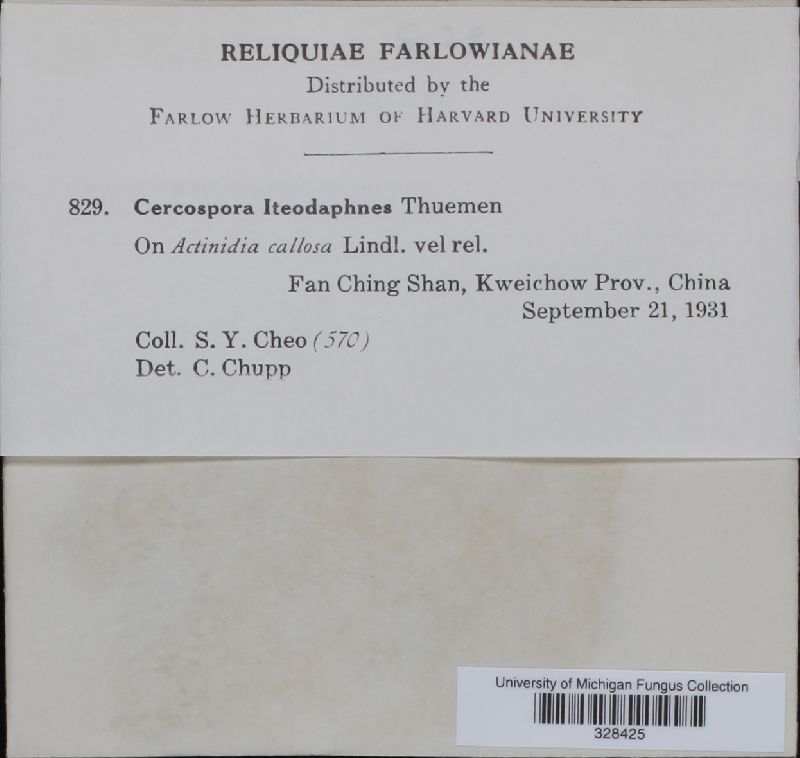 RELIQUIAE FARLOWIANAE
Distributed by the
FARLOW HERBARIUM OF HARVARD UNIVERSITY
829. Cercospora Iteodaphnes Thuemen
On Actinidia callosa Lindl. vel rel.
Fan Ching Shan, Kweichow Prov., China
September 21, 1931
Coll. S. Y. Cheo (570)
Det. C. Chupp
University of Michigan Fungus Collection
328425